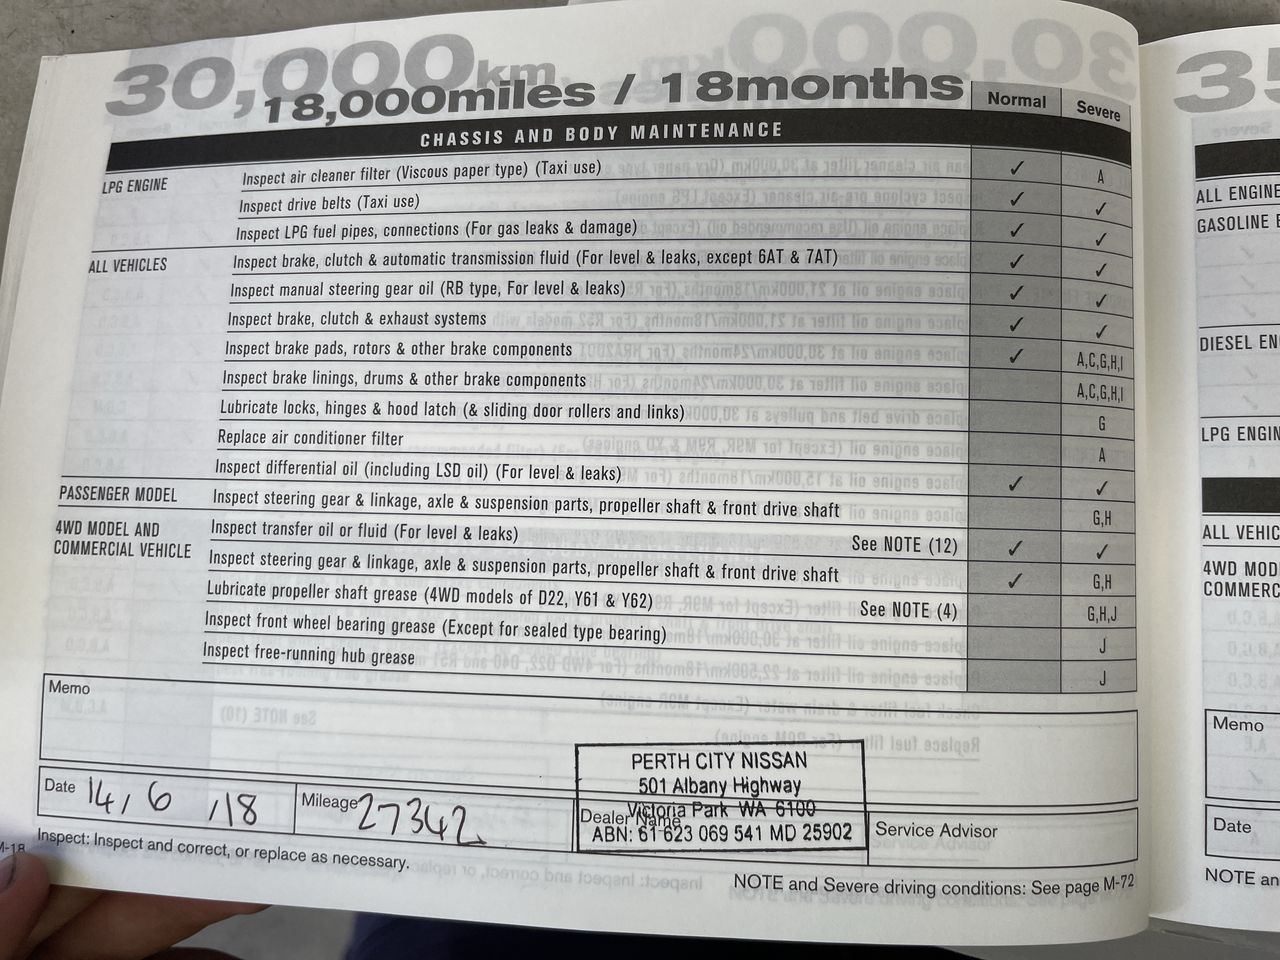 30,000km
18,000miles / 18months
Normal Severe
CHASSIS AND BODY MAINTENANCE
LPG ENGINE Inspect air cleaner filter (Viscous paper type) (Taxi use) ✓ A
Inspect drive belts (Taxi use) ✓ ✓
Inspect LPG fuel pipes, connections (For gas leaks & damage) ✓ ✓
ALL VEHICLES Inspect brake, clutch & automatic transmission fluid (For level & leaks, except 6AT & 7AT) ✓ ✓
Inspect manual steering gear oil (RB type, For level & leaks) ✓ ✓
Inspect brake, clutch & exhaust systems ✓ ✓
Inspect brake pads, rotors & other brake components ✓ A,C,G,H,I
Inspect brake linings, drums & other brake components A,C,G,H,I
Lubricate locks, hinges & hood latch (& sliding door rollers and links) G
Replace air conditioner filter A
Inspect differential oil (including LSD oil) (For level & leaks) ✓ ✓
PASSENGER MODEL Inspect steering gear & linkage, axle & suspension parts, propeller shaft & front drive shaft G,H
4WD MODEL AND COMMERCIAL VEHICLE Inspect transfer oil or fluid (For level & leaks) See NOTE (12) ✓ ✓
Inspect steering gear & linkage, axle & suspension parts, propeller shaft & front drive shaft ✓ G,H
Lubricate propeller shaft grease (4WD models of D22, Y61 & Y62) See NOTE (4) G,H,J
Inspect front wheel bearing grease (Except for sealed type bearing) J
Inspect free-running hub grease J
Memo
PERTH CITY NISSAN
501 Albany Highway
Victoria Park WA 6100
ABN: 61 623 069 541 MD 25902
Date 14/6/18 Mileage 27342 Dealer Name Service Advisor
Inspect: Inspect and correct, or replace as necessary.
NOTE and Severe driving conditions: See page M-72
M-18
35
ALL ENGINE
GASOLINE E
DIESEL EN
LPG ENGIN
ALL VEHIC
4WD MOD
COMMERC
Memo
Date
NOTE an